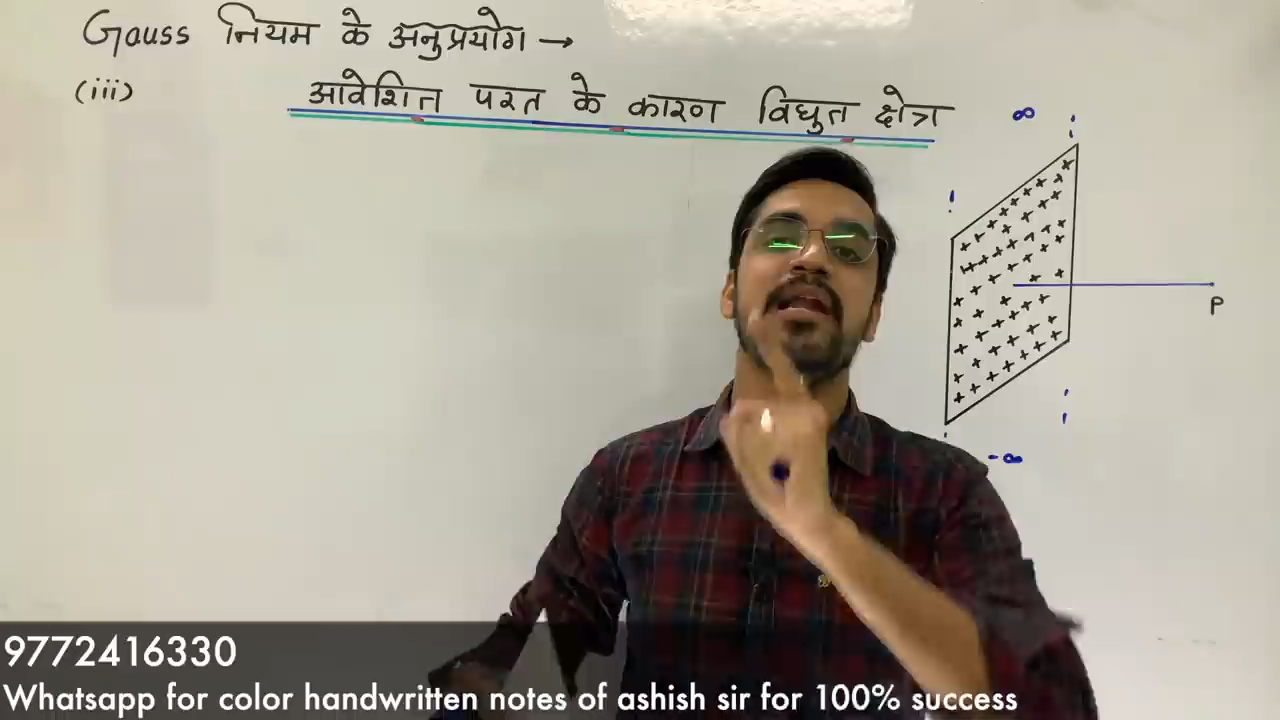 Gauss नियम के अनुप्रयोग →
(iii) आवेशित परत के कारण विद्युत क्षेत्र
∞
P
-∞
9772416330
Whatsapp for color handwritten notes of ashish sir for 100% success